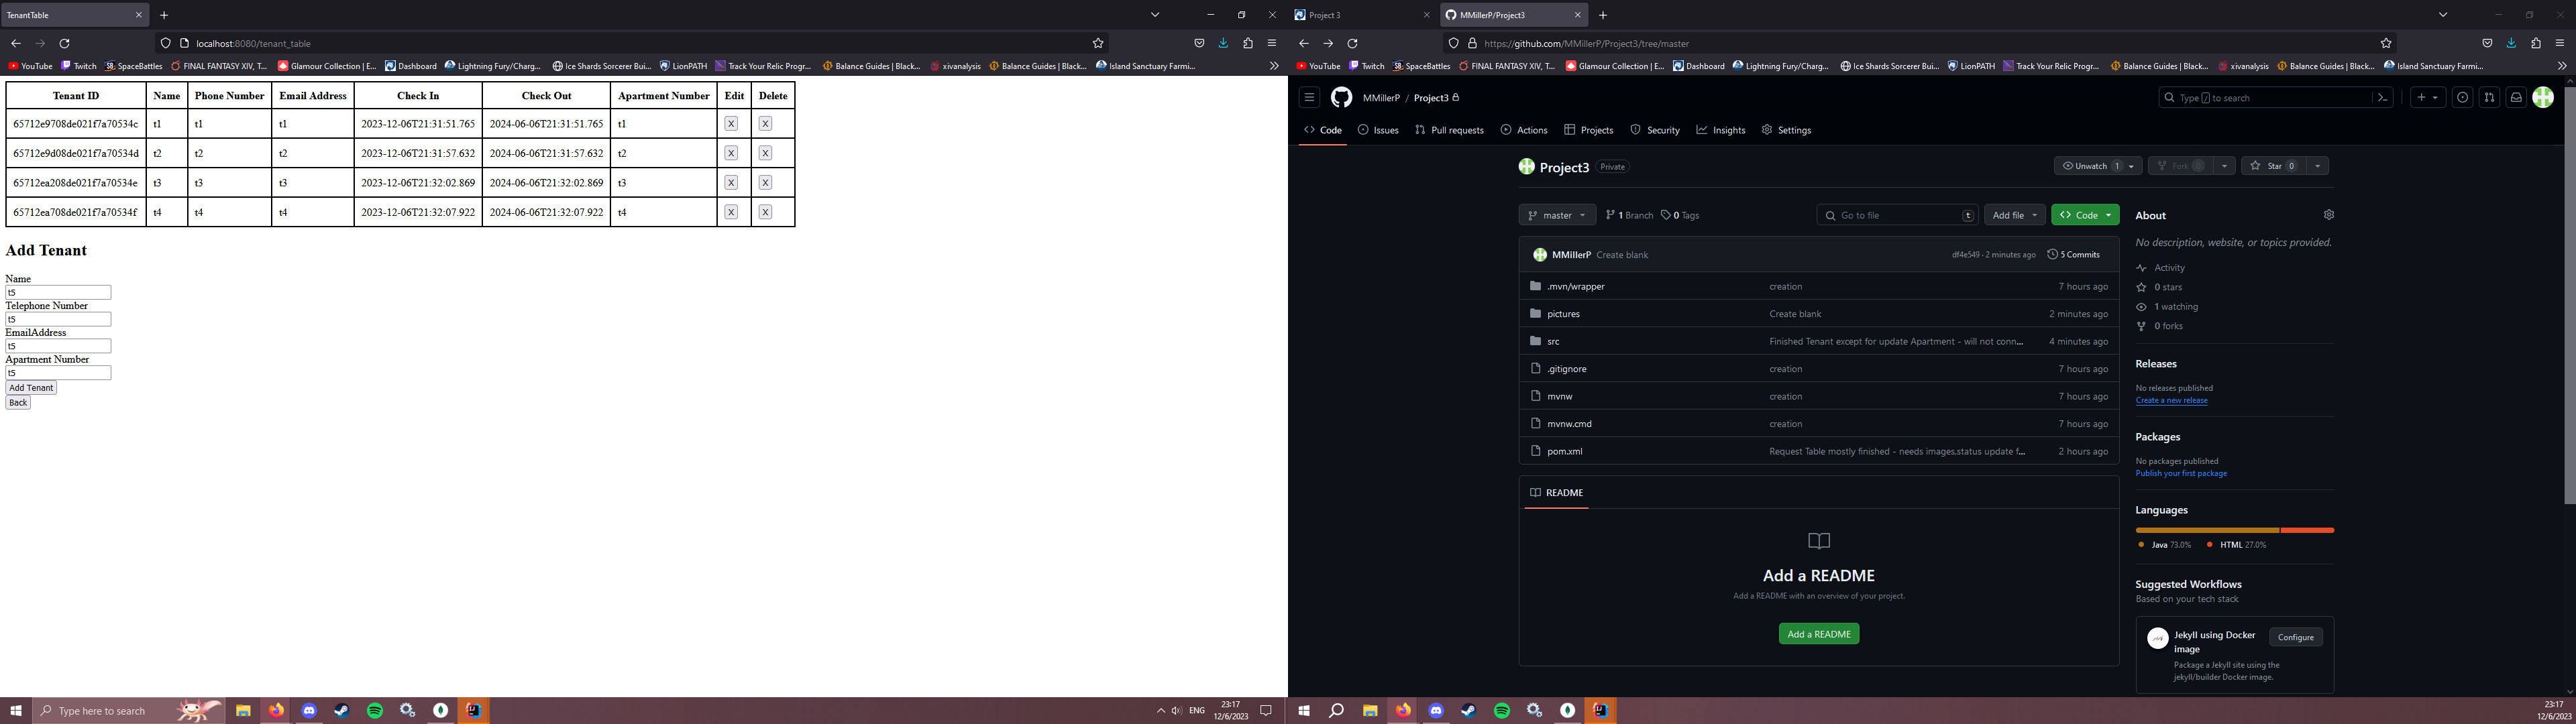 TenantTable
localhost:8080/tenant_table
YouTube Twitch SpaceBattles FINAL FANTASY XIV, T... Glamour Collection | E... Dashboard Lightning Fury/Charg... Ice Shards Sorcerer Bui... LionPATH Track Your Relic Progr... Balance Guides | Black... xivanalysis Balance Guides | Black... Island Sanctuary Farmi...
Tenant ID Name Phone Number Email Address Check In Check Out Apartment Number Edit Delete
65712e9708de021f7a70534c t1 t1 t1 2023-12-06T21:31:51.765 2024-06-06T21:31:51.765 t1 X X
65712e9d08de021f7a70534d t2 t2 t2 2023-12-06T21:31:57.632 2024-06-06T21:31:57.632 t2 X X
65712ea208de021f7a70534e t3 t3 t3 2023-12-06T21:32:02.869 2024-06-06T21:32:02.869 t3 X X
65712ea708de021f7a70534f t4 t4 t4 2023-12-06T21:32:07.922 2024-06-06T21:32:07.922 t4 X X
Add Tenant
Name
t5
Telephone Number
t5
EmailAddress
t5
Apartment Number
t5
Add Tenant
Back
Type here to search
ENG
23:17
12/6/2023
Project 3
MMillerP/Project3
https://github.com/MMillerP/Project3/tree/master
YouTube Twitch SpaceBattles FINAL FANTASY XIV, T... Glamour Collection | E... Dashboard Lightning Fury/Charg... Ice Shards Sorcerer Bui... LionPATH Track Your Relic Progr... Balance Guides | Black... xivanalysis Balance Guides | Black... Island Sanctuary Farmi...
MMillerP / Project3
Type / to search
Code Issues Pull requests Actions Projects Security Insights Settings
Project3 Private
Unwatch 1 Fork 0 Star 0
master 1 Branch 0 Tags
Go to file t
Add file
Code
MMillerP Create blank df4e549 · 2 minutes ago 5 Commits
.mvn/wrapper creation 7 hours ago
pictures Create blank 2 minutes ago
src Finished Tenant except for update Apartment - will not conn... 4 minutes ago
.gitignore creation 7 hours ago
mvnw creation 7 hours ago
mvnw.cmd creation 7 hours ago
pom.xml Request Table mostly finished - needs images,status update f... 2 hours ago
README
Add a README
Add a README with an overview of your project.
Add a README
About
No description, website, or topics provided.
Activity
0 stars
1 watching
0 forks
Releases
No releases published
Create a new release
Packages
No packages published
Publish your first package
Languages
Java 73.0% HTML 27.0%
Suggested Workflows
Based on your tech stack
Jekyll using Docker image
Configure
Package a Jekyll site using the
jekyll/builder Docker image.
23:17
12/6/2023